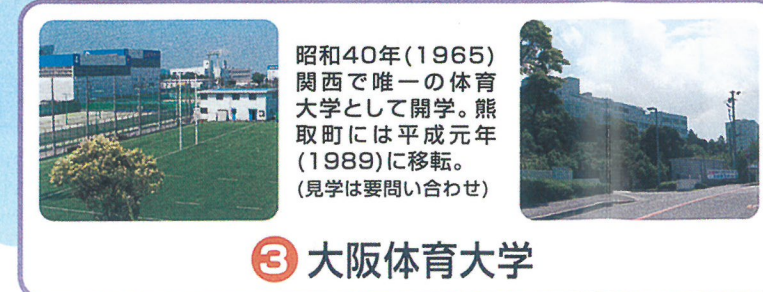 昭和40年(1965)
関西で唯一の体育
大学として開学。熊
取町には平成元年
(1989)に移転。
(見学は要問い合わせ)
3 大阪体育大学